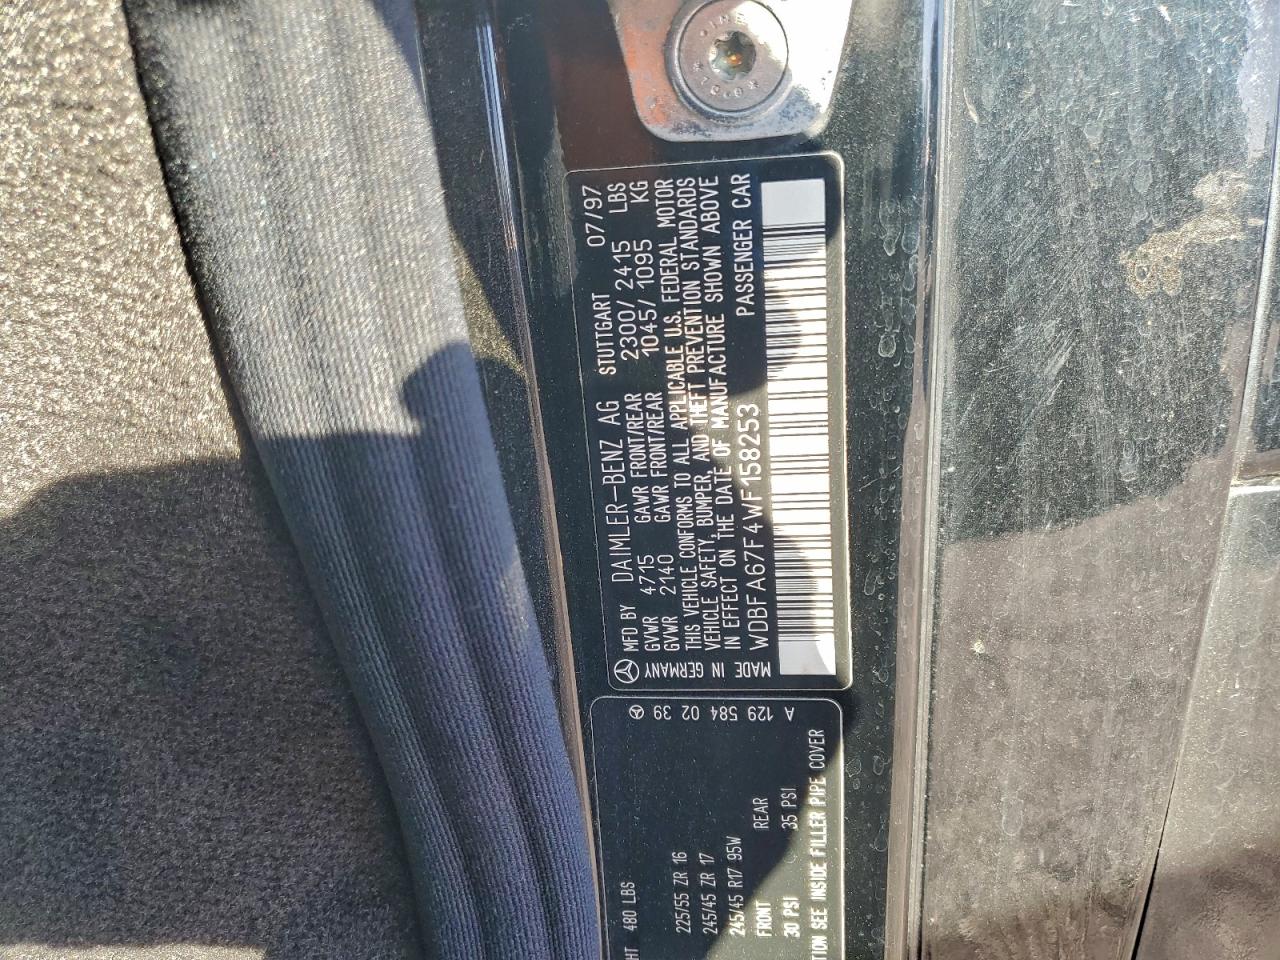 MFD BY DAIMLER-BENZ AG STUTTGART 07/97
GVWR 4715 GAWR FRONT/REAR 2300/ 2415 LBS
GVWR 2140 GAWR FRONT/REAR 1045/ 1095 KG
THIS VEHICLE CONFORMS TO ALL APPLICABLE U.S. FEDERAL MOTOR
VEHICLE SAFETY, BUMPER, AND THEFT PREVENTION STANDARDS
IN EFFECT ON THE DATE OF MANUFACTURE SHOWN ABOVE
WDBFA67F4WF158253 PASSENGER CAR
MADE IN GERMANY
A 129 584 02 39
HT 480 LBS
225/55 ZR 16
245/45 ZR 17
245/45 R17 95W
FRONT REAR
30 PSI 35 PSI
TION SEE INSIDE FILLER PIPE COVER